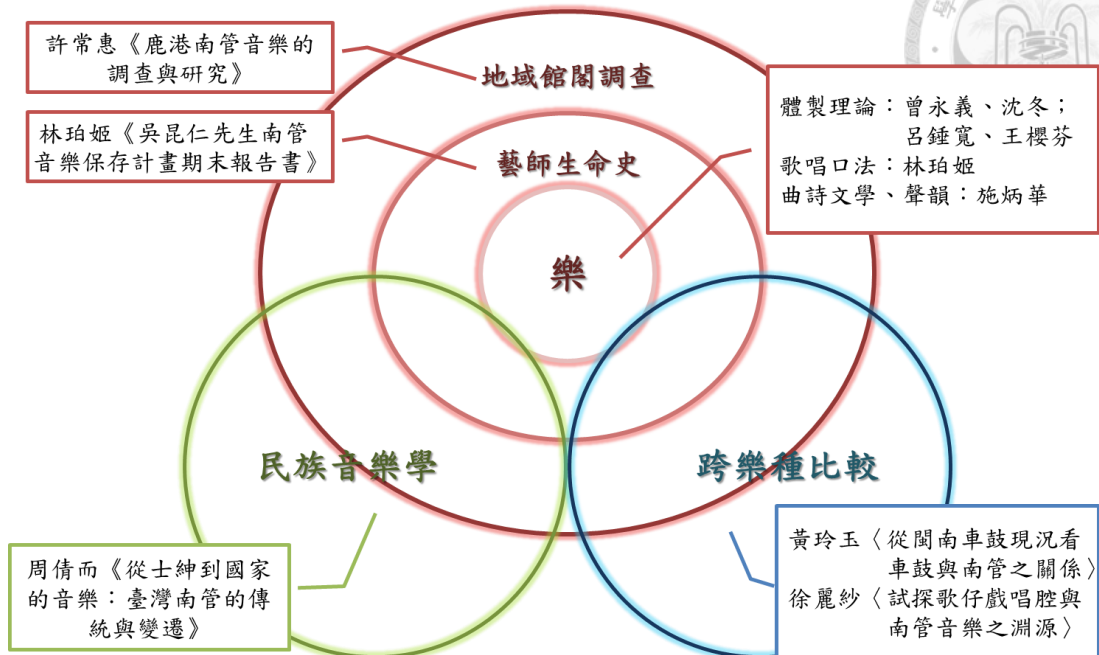 許常惠《鹿港南管音樂的
調查與研究》
地域館閣調查
體製理論：曾永義、沈冬；
呂錘寬、王櫻芬
歌唱口法：林珀姬
曲詩文學、聲韻：施炳華
林珀姬《吳昆仁先生南管
音樂保存計畫期末報告書》
藝師生命史
樂
民族音樂學
跨樂種比較
周倩而《從士紳到國家
的音樂：臺灣南管的傳
統與變遷》
黃玲玉〈從閩南車鼓現況看
車鼓與南管之關係〉
徐麗紗〈試探歌仔戲唱腔與
南管音樂之淵源〉
學